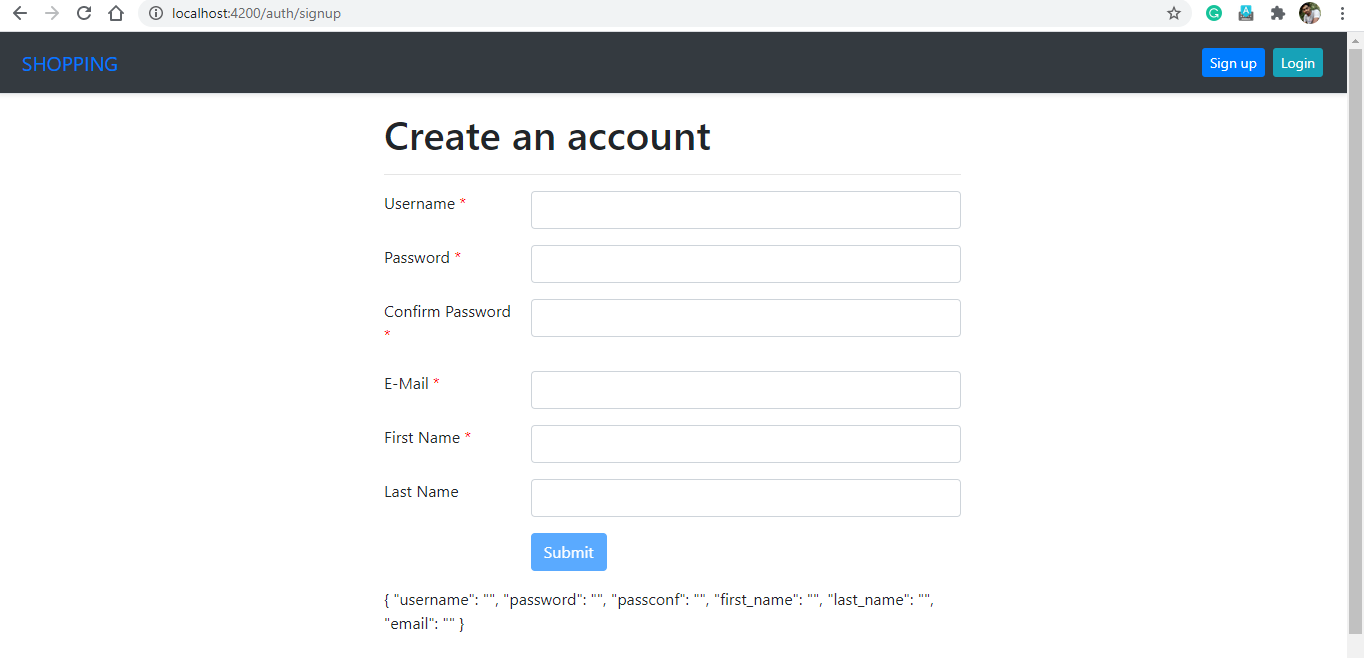 localhost:4200/auth/signup
SHOPPING
Sign up
Login
Create an account
Username *
Password *
Confirm Password
*
E-Mail *
First Name *
Last Name
Submit
{ "username": "", "password": "", "passconf": "", "first_name": "", "last_name": "",
"email": "" }